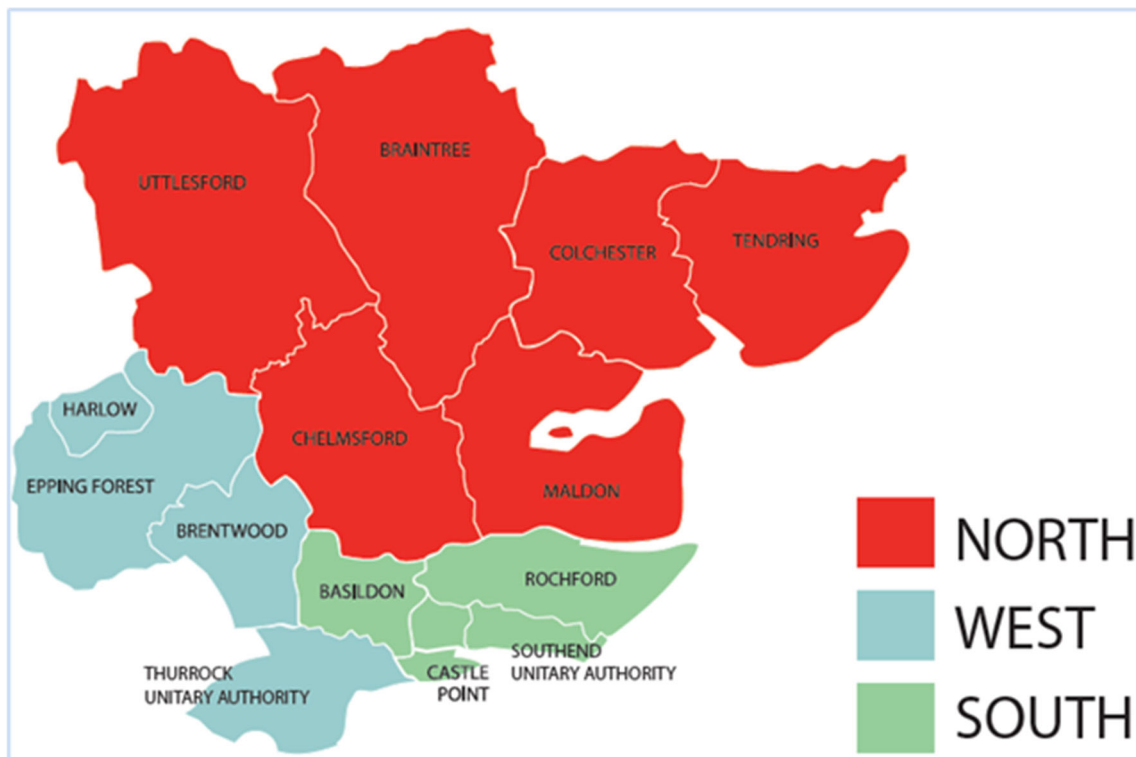 BRAINTREE
UTTLESFORD
TENDRING
COLCHESTER
HARLOW
CHELMSFORD
EPPING FOREST
MALDON
BRENTWOOD
ROCHFORD
BASILDON
THURROCK
UNITARY AUTHORITY
CASTLE
POINT
SOUTHEND
UNITARY AUTHORITY
NORTH
WEST
SOUTH